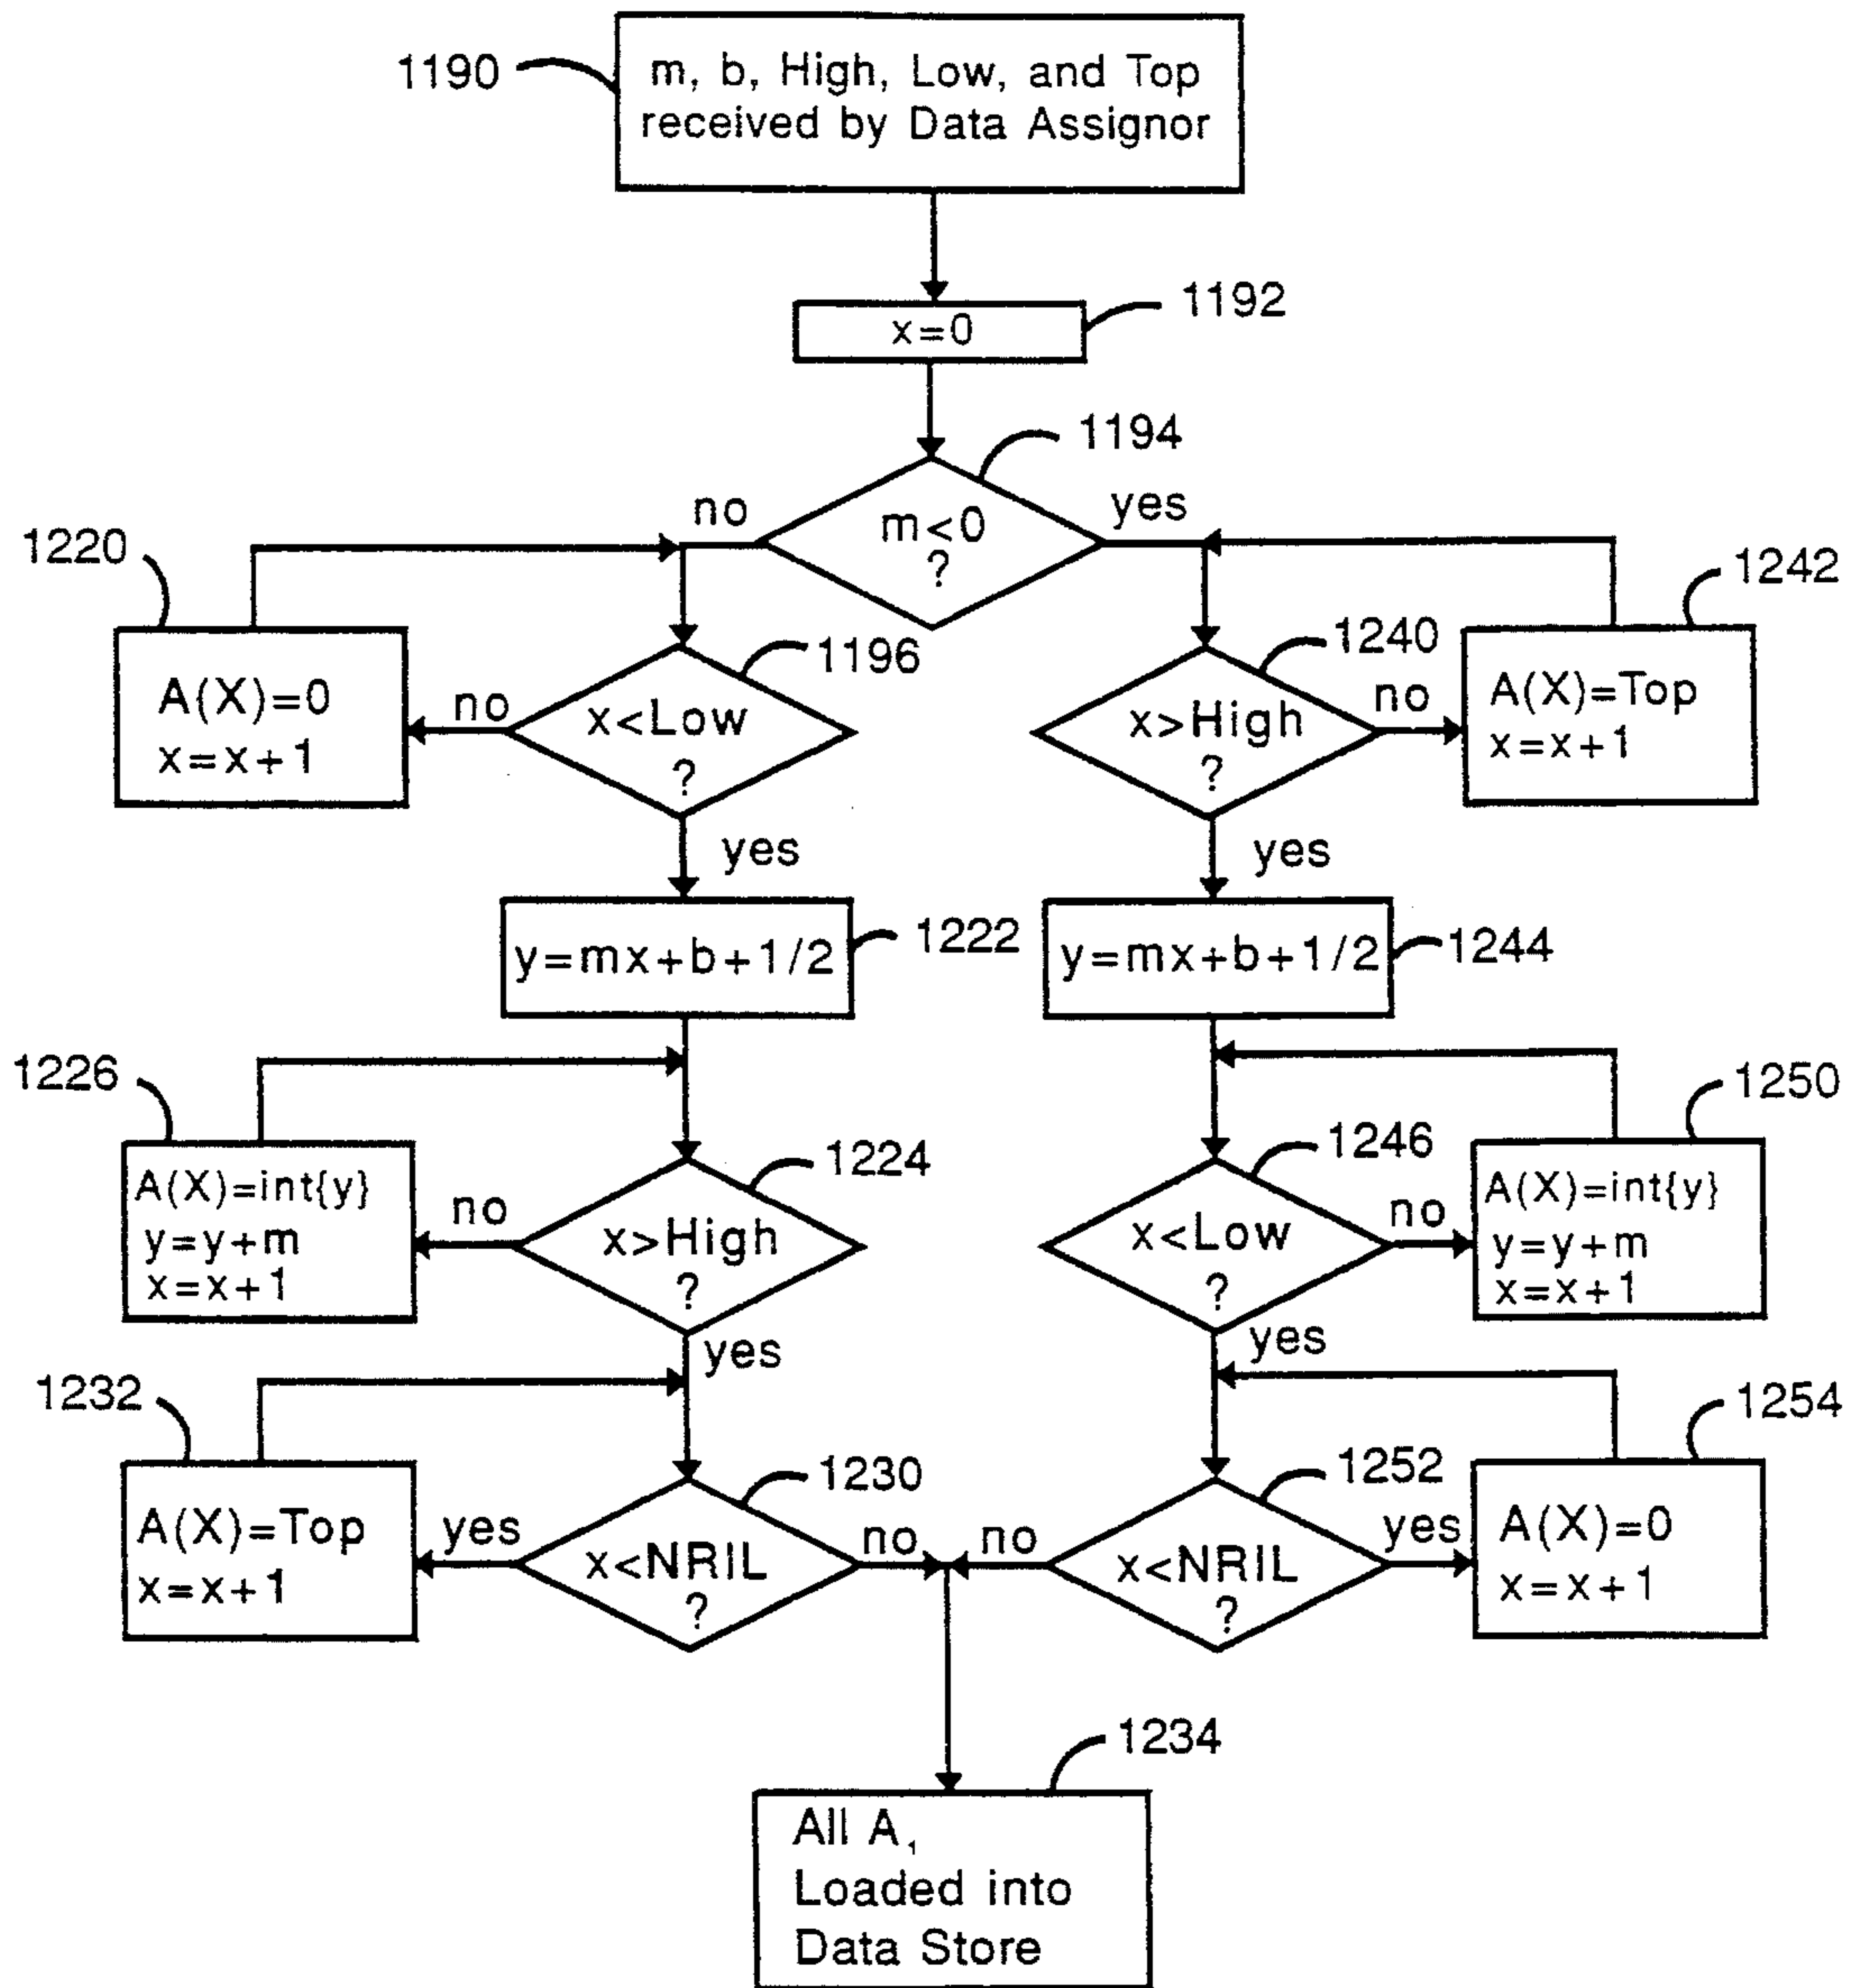 1190
m, b, High, Low, and Top
received by Data Assignor
1192
x=0
1194
no
m<0
?
yes
1220
A(X)=0
x=x+1
1196
no
x<Low
?
yes
1240
x>High
?
no
yes
1242
A(X)=Top
x=x+1
y=mx+b+1/2
1222
y=mx+b+1/2
1244
1226
A(X)=int{y}
y=y+m
x=x+1
1224
no
x>High
?
yes
1246
x<Low
?
no
yes
1250
A(X)=int{y}
y=y+m
x=x+1
1232
A(X)=Top
x=x+1
1230
yes
x<NRIL
?
no
1252
no
x<NRIL
?
yes
1254
A(X)=0
x=x+1
1234
All A,
Loaded into
Data Store